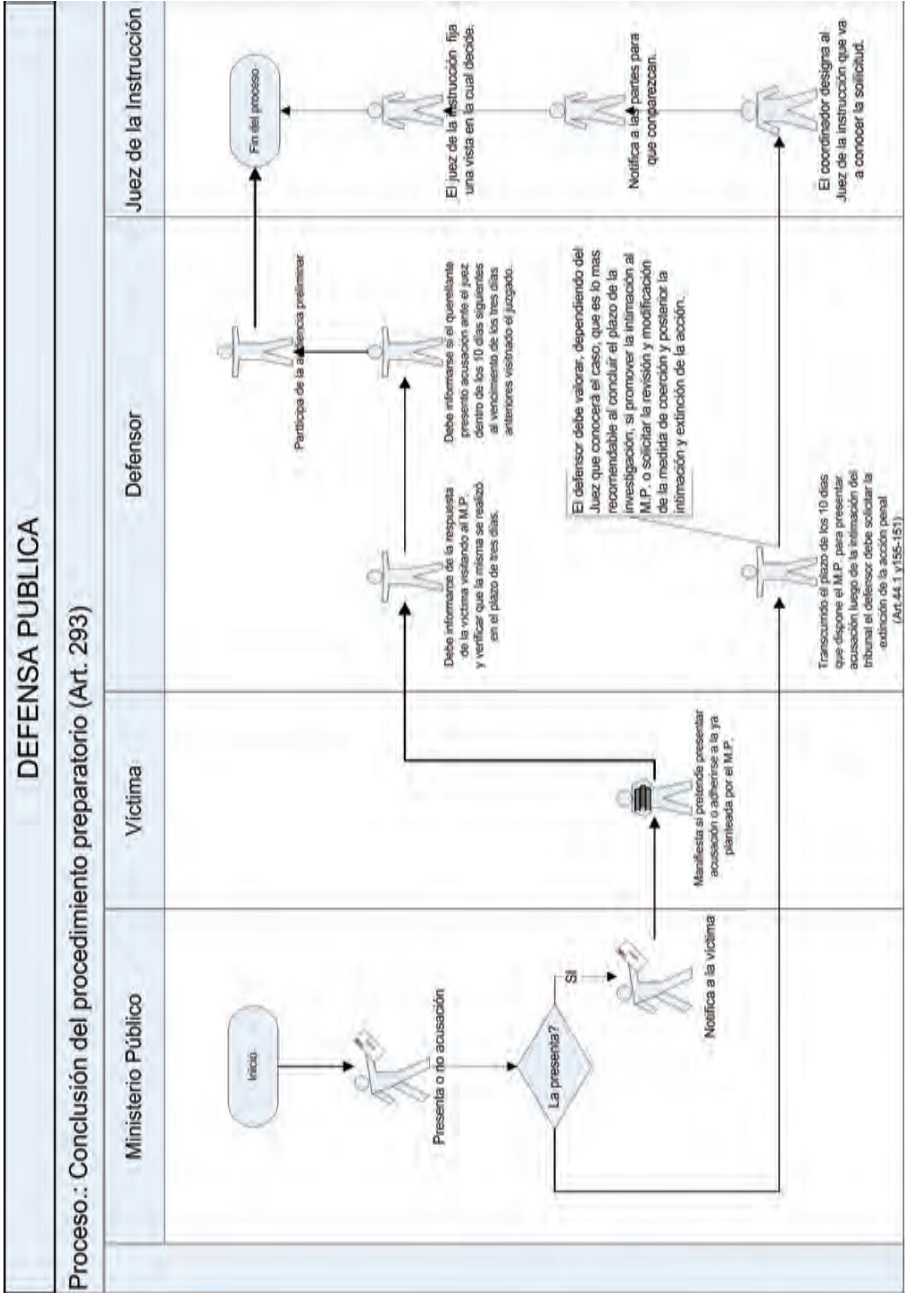 DEFENSA PUBLICA
Proceso.: Conclusión del procedimiento preparatorio (Art. 293)
Ministerio Público
Víctima
Defensor
Juez de la Instrucción
Inicio
Presenta o no acusación
La presenta?
SI
Notifica a la víctima
Manifiesta si pretende presentar
acusación o adherirse a la ya
planteada por el M.P.
Debe informarce de la respuesta
de la victima visitando al M.P.
y verificar que la misma se realizó
en el plazo de tres días.
Debe informarse si el querellante
presentó acusación ante el juez
dentro de los 10 días siguientes
al vencimiento de los tres días
anteriores visitnado el juzgado.
Participa de la audiencia preliminar
Fin del proceso
El juez de la instrucción fija
una vista en la cual decide.
Notifica a las partes para
que conparezcan.
El coordinador designa al
Juez de la instrucción que va
a conocer la sollicitud.
El defensor debe valorar, dependiendo del
Juez que conocerá el caso, que es lo mas
recomendable al concluir el plazo de la
investigación, si promover la intimación al
M.P. o solicitar la revisión y modificación
de la medida de coerción y posterior la
intimación y extinción de la acción.
Transcurrido el plazo de los 10 días
que dispone el M.P. para presentar
acusación luego de la intimación del
tribunal el defensor debe solicitar la
extinción de la acción penal
(Art.44.1 y155-151)